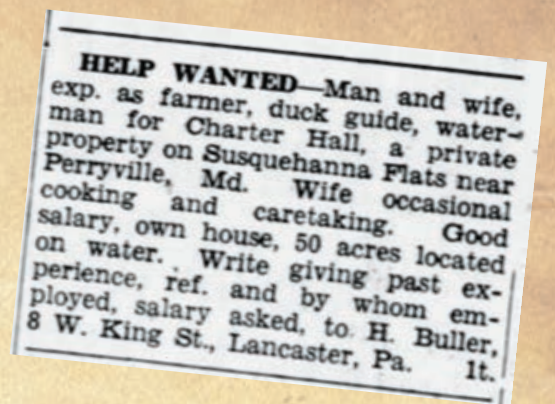 HELP WANTED—Man and wife,
exp. as farmer, duck guide, water-
man for Charter Hall, a private
property on Susquehanna Flats near
Perryville, Md. Wife occasional
cooking and caretaking. Good
salary, own house, 50 acres located
on water. Write giving past ex-
perience, ref. and by whom em-
ployed, salary asked, to H. Buller,
8 W. King St., Lancaster, Pa. 1t.